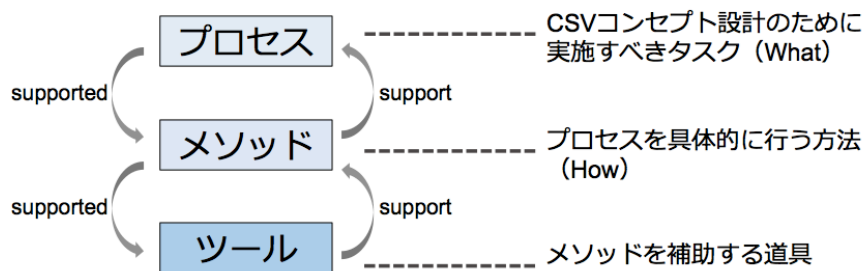 プロセス
CSVコンセプト設計のために
実施すべきタスク（What）
supported
support
メソッド
プロセスを具体的に行う方法
（How）
supported
support
ツール
メソッドを補助する道具